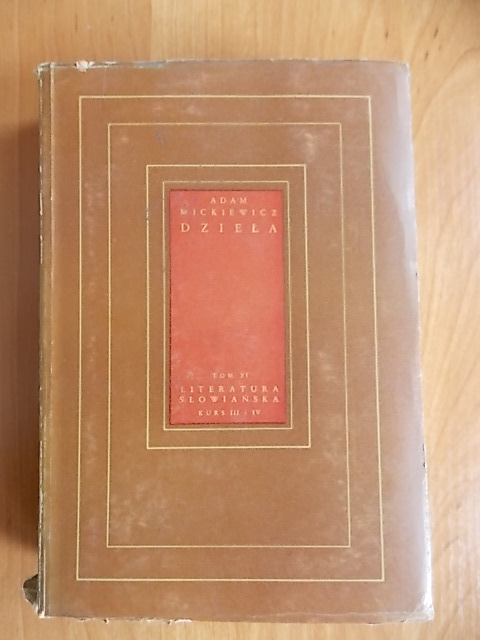 ADAM
MICKIEWICZ
DZIEŁA
TOM XI
LITERATURA
SŁOWIAŃSKA
KURS III i IV